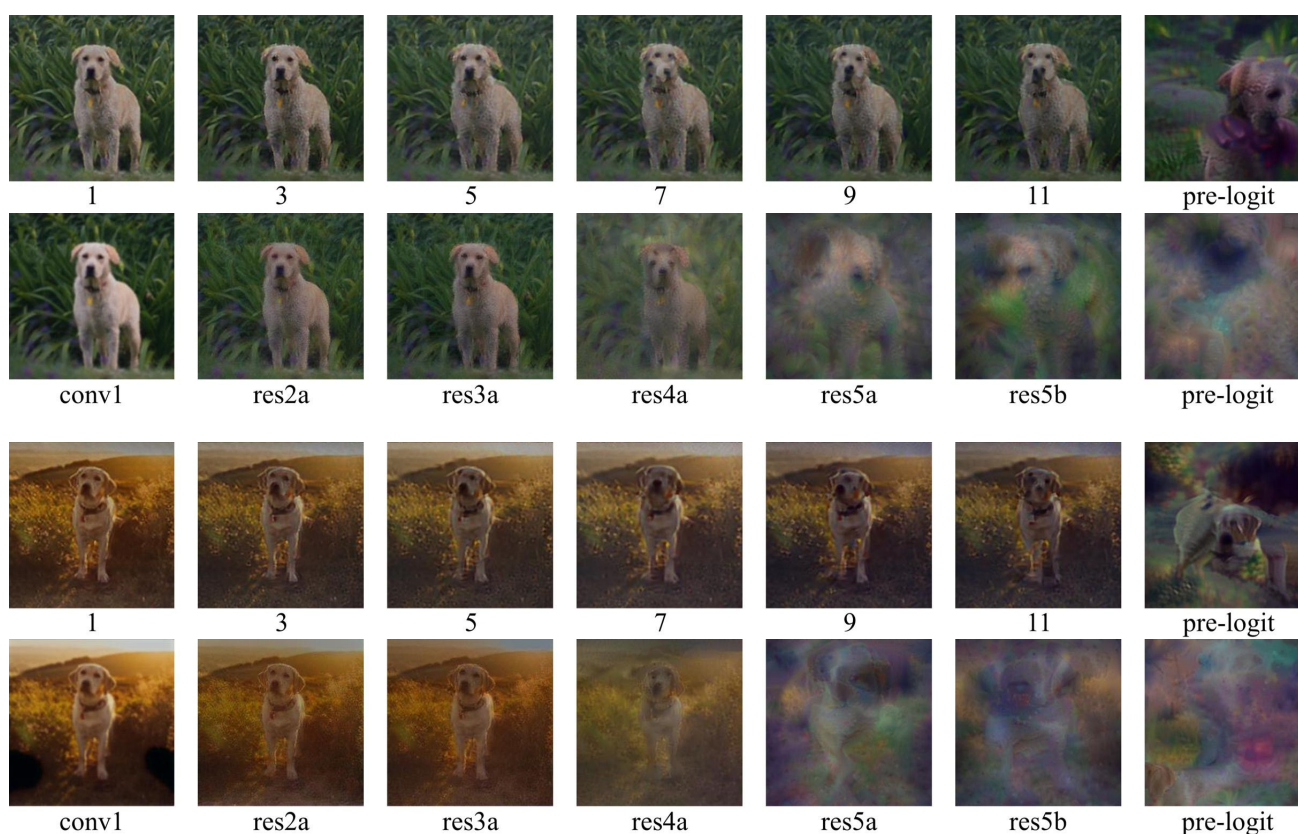 1 3 5 7 9 11 pre-logit
conv1 res2a res3a res4a res5a res5b pre-logit
1 3 5 7 9 11 pre-logit
conv1 res2a res3a res4a res5a res5b pre-logit